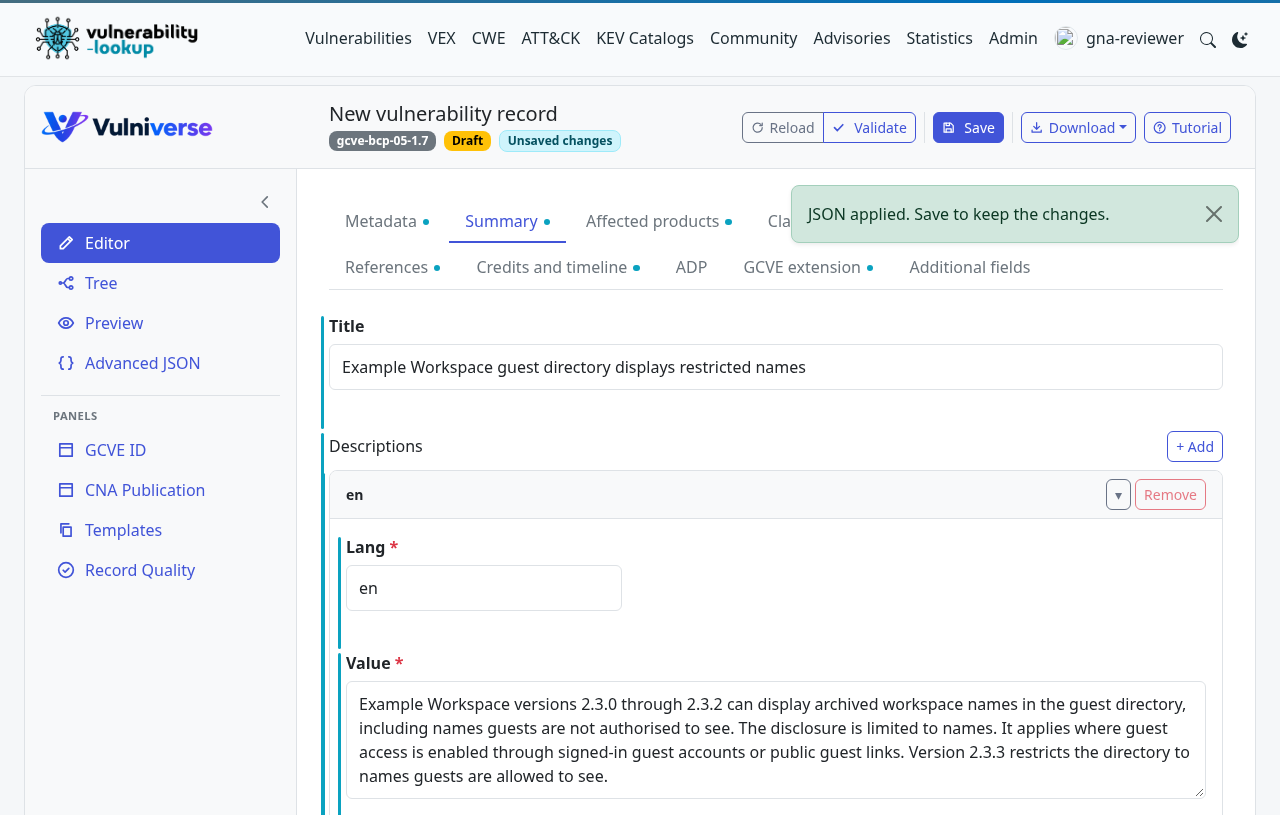 vulnerability
-lookup
Vulnerabilities VEX CWE ATT&CK KEV Catalogs Community Advisories Statistics Admin gna-reviewer
Vulniverse
New vulnerability record
gcve-bcp-05-1.7 Draft Unsaved changes
Reload Validate Save Download Tutorial
JSON applied. Save to keep the changes.
Editor
Tree
Preview
Advanced JSON
PANELS
GCVE ID
CNA Publication
Templates
Record Quality
Metadata Summary Affected products Cla
References Credits and timeline ADP GCVE extension Additional fields
Title
Example Workspace guest directory displays restricted names
Descriptions
+ Add
en
Remove
Lang *
en
Value *
Example Workspace versions 2.3.0 through 2.3.2 can display archived workspace names in the guest directory,
including names guests are not authorised to see. The disclosure is limited to names. It applies where guest
access is enabled through signed-in guest accounts or public guest links. Version 2.3.3 restricts the directory to
names guests are allowed to see.